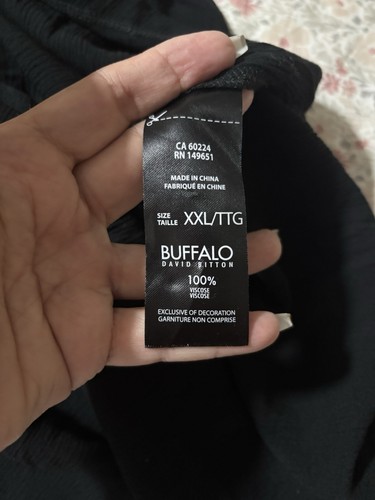 CA 60224
RN 149651
MADE IN CHINA
FABRIQUÉ EN CHINE
SIZE
TAILLE XXL/TTG
BUFFALO
DAVID BITTON
100%
VISCOSE
VISCOSE
EXCLUSIVE OF DECORATION
GARNITURE NON COMPRISE